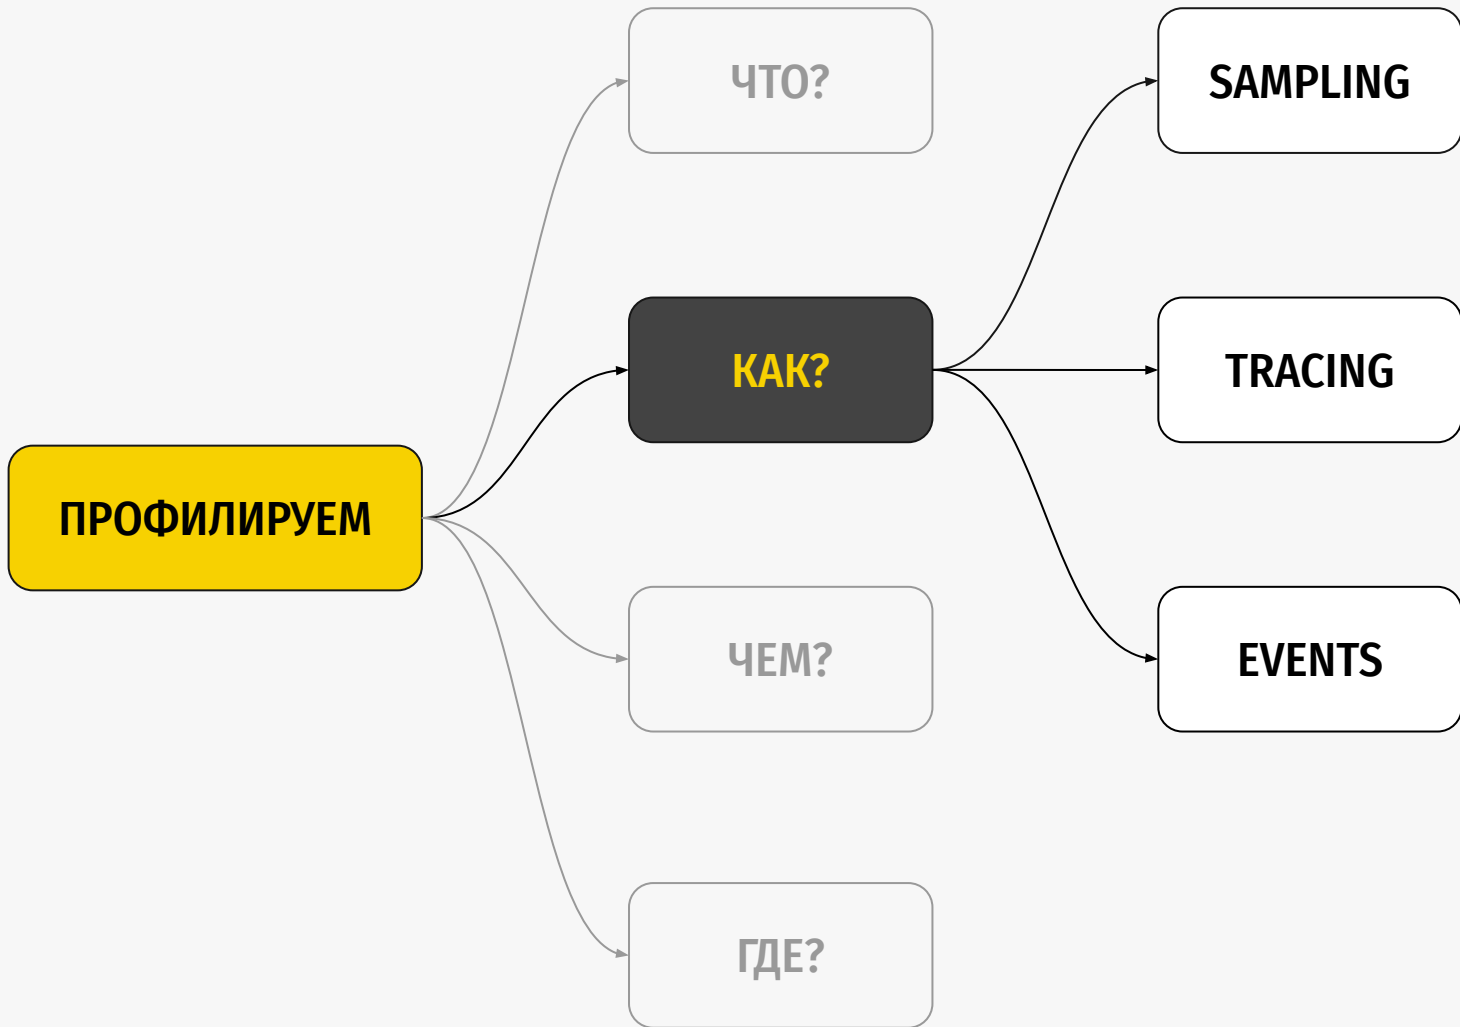 ПРОФИЛИРУЕМ
ЧТО?
КАК?
ЧЕМ?
ГДЕ?
SAMPLING
TRACING
EVENTS